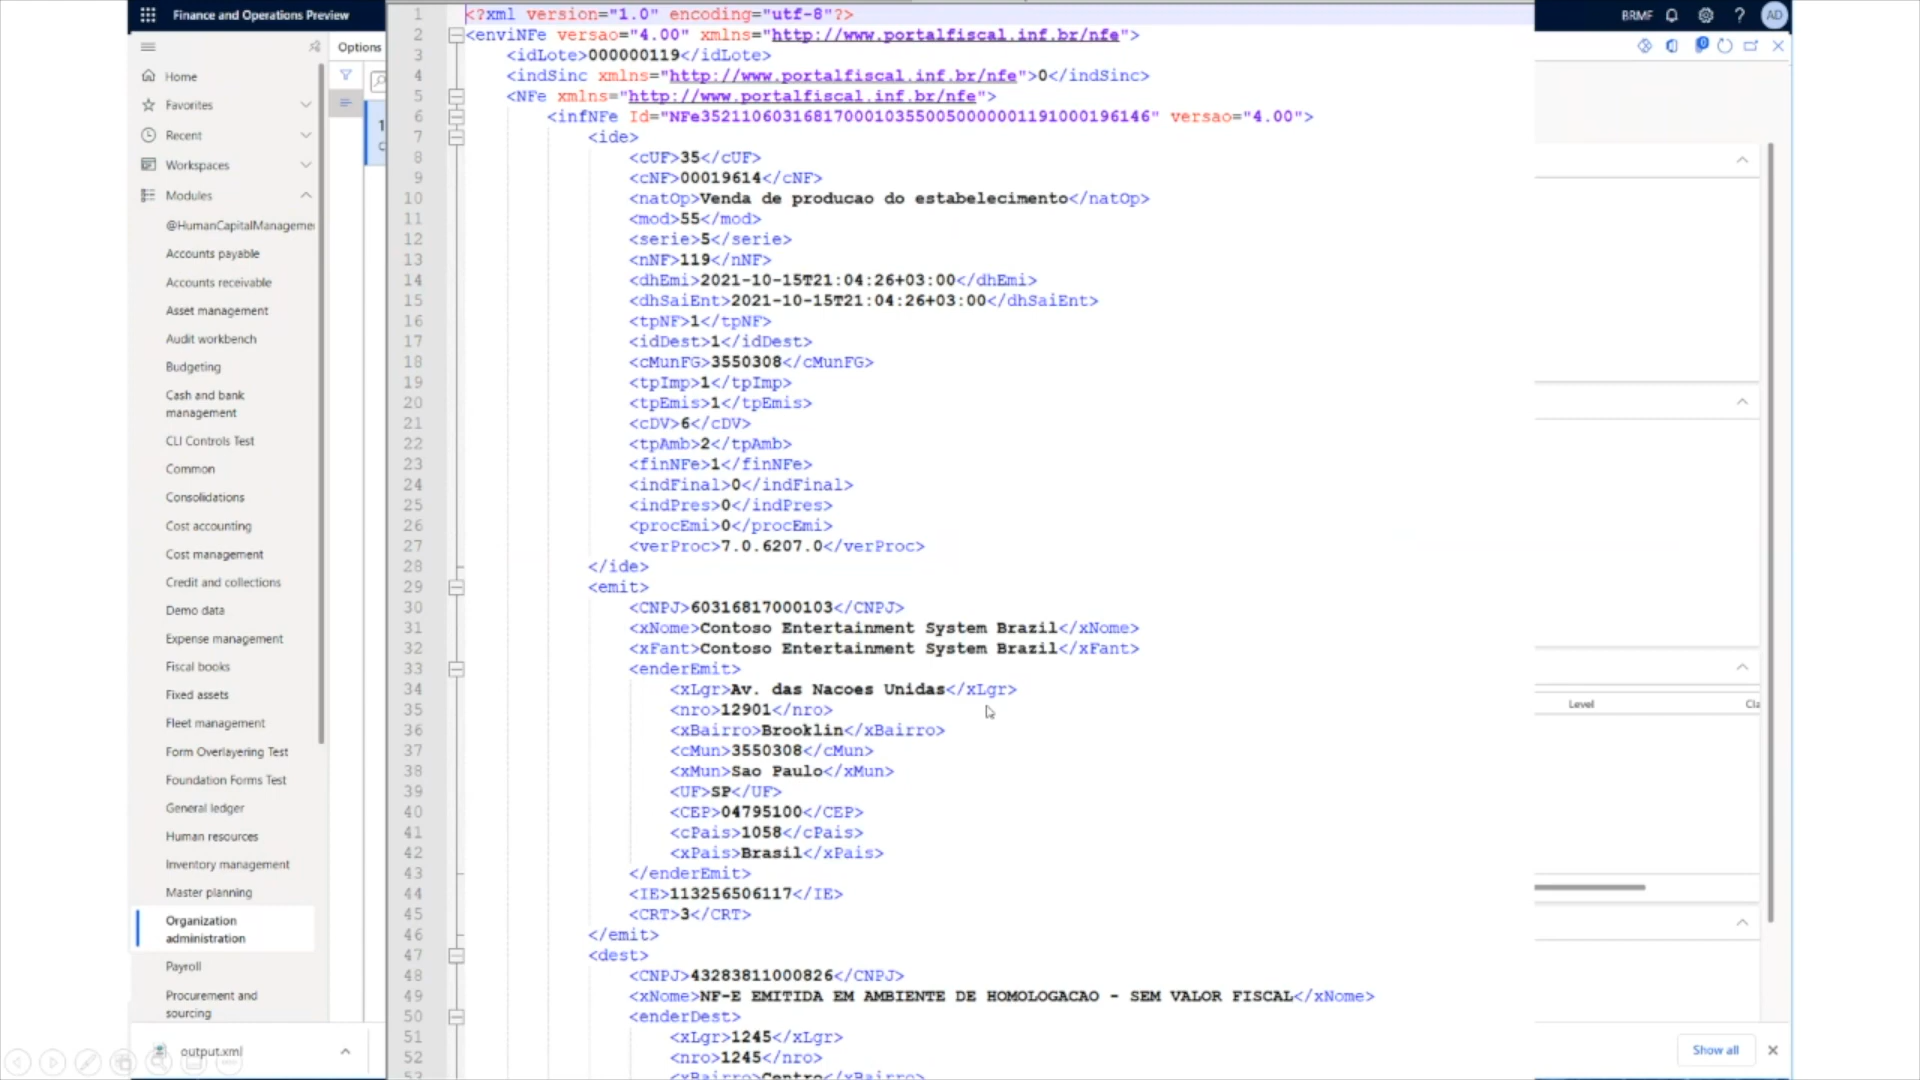 Finance and Operations Preview
BRMF
?
AD
Options
Home
Favorites
Recent
Workspaces
Modules
@HumanCapitalManageme
Accounts payable
Accounts receivable
Asset management
Audit workbench
Budgeting
Cash and bank
management
CLI Controls Test
Common
Consolidations
Cost accounting
Cost management
Credit and collections
Demo data
Expense management
Fiscal books
Fixed assets
Fleet management
Form Overlayering Test
Foundation Forms Test
General ledger
Human resources
Inventory management
Master planning
Organization
administration
Payroll
Procurement and
sourcing
output.xml
1 <?xml version="1.0" encoding="utf-8"?>
2 <enviNFe versao="4.00" xmlns="http://www.portalfiscal.inf.br/nfe">
3 <idLote>000000119</idLote>
4 <indSinc xmlns="http://www.portalfiscal.inf.br/nfe">0</indSinc>
5 <NFe xmlns="http://www.portalfiscal.inf.br/nfe">
6 <infNFe Id="NFe35211060316817000103550050000001191000196146" versao="4.00">
7 <ide>
8 <cUF>35</cUF>
9 <cNF>00019614</cNF>
10 <natOp>Venda de producao do estabelecimento</natOp>
11 <mod>55</mod>
12 <serie>5</serie>
13 <nNF>119</nNF>
14 <dhEmi>2021-10-15T21:04:26+03:00</dhEmi>
15 <dhSaiEnt>2021-10-15T21:04:26+03:00</dhSaiEnt>
16 <tpNF>1</tpNF>
17 <idDest>1</idDest>
18 <cMunFG>3550308</cMunFG>
19 <tpImp>1</tpImp>
20 <tpEmis>1</tpEmis>
21 <cDV>6</cDV>
22 <tpAmb>2</tpAmb>
23 <finNFe>1</finNFe>
24 <indFinal>0</indFinal>
25 <indPres>0</indPres>
26 <procEmi>0</procEmi>
27 <verProc>7.0.6207.0</verProc>
28 </ide>
29 <emit>
30 <CNPJ>60316817000103</CNPJ>
31 <xNome>Contoso Entertainment System Brazil</xNome>
32 <xFant>Contoso Entertainment System Brazil</xFant>
33 <enderEmit>
34 <xLgr>Av. das Nacoes Unidas</xLgr>
35 <nro>12901</nro>
36 <xBairro>Brooklin</xBairro>
37 <cMun>3550308</cMun>
38 <xMun>Sao Paulo</xMun>
39 <UF>SP</UF>
40 <CEP>04795100</CEP>
41 <cPais>1058</cPais>
42 <xPais>Brasil</xPais>
43 </enderEmit>
44 <IE>113256506117</IE>
45 <CRT>3</CRT>
46 </emit>
47 <dest>
48 <CNPJ>43283811000826</CNPJ>
49 <xNome>NF-E EMITIDA EM AMBIENTE DE HOMOLOGACAO - SEM VALOR FISCAL</xNome>
50 <enderDest>
51 <xLgr>1245</xLgr>
52 <nro>1245</nro>
53 <xBairro>Centro</xBairro>
Level
Cla
Show all